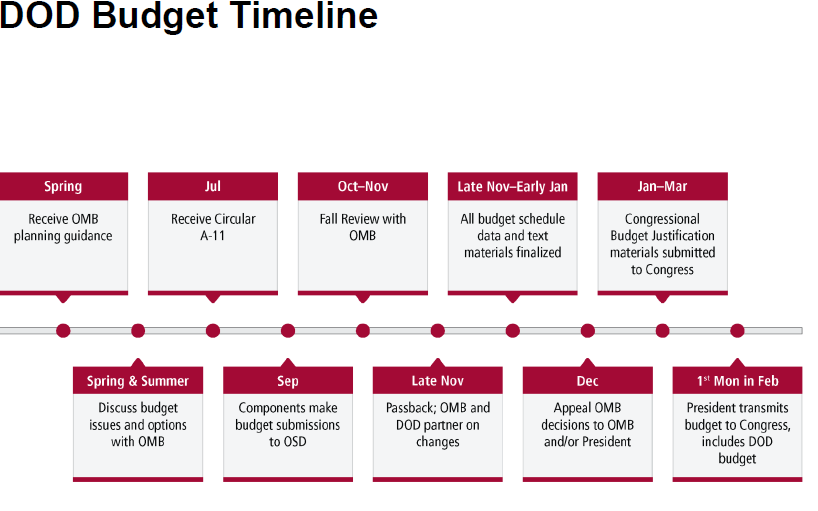 DOD Budget Timeline
Spring
Receive OMB
planning guidance
Spring & Summer
Discuss budget
issues and options
with OMB
Jul
Receive Circular
A-11
Sep
Components make
budget submissions
to OSD
Oct–Nov
Fall Review with
OMB
Late Nov
Passback; OMB and
DOD partner on
changes
Late Nov–Early Jan
All budget schedule
data and text
materials finalized
Dec
Appeal OMB
decisions to OMB
and/or President
Jan–Mar
Congressional
Budget Justification
materials submitted
to Congress
1st Mon in Feb
President transmits
budget to Congress,
includes DOD
budget